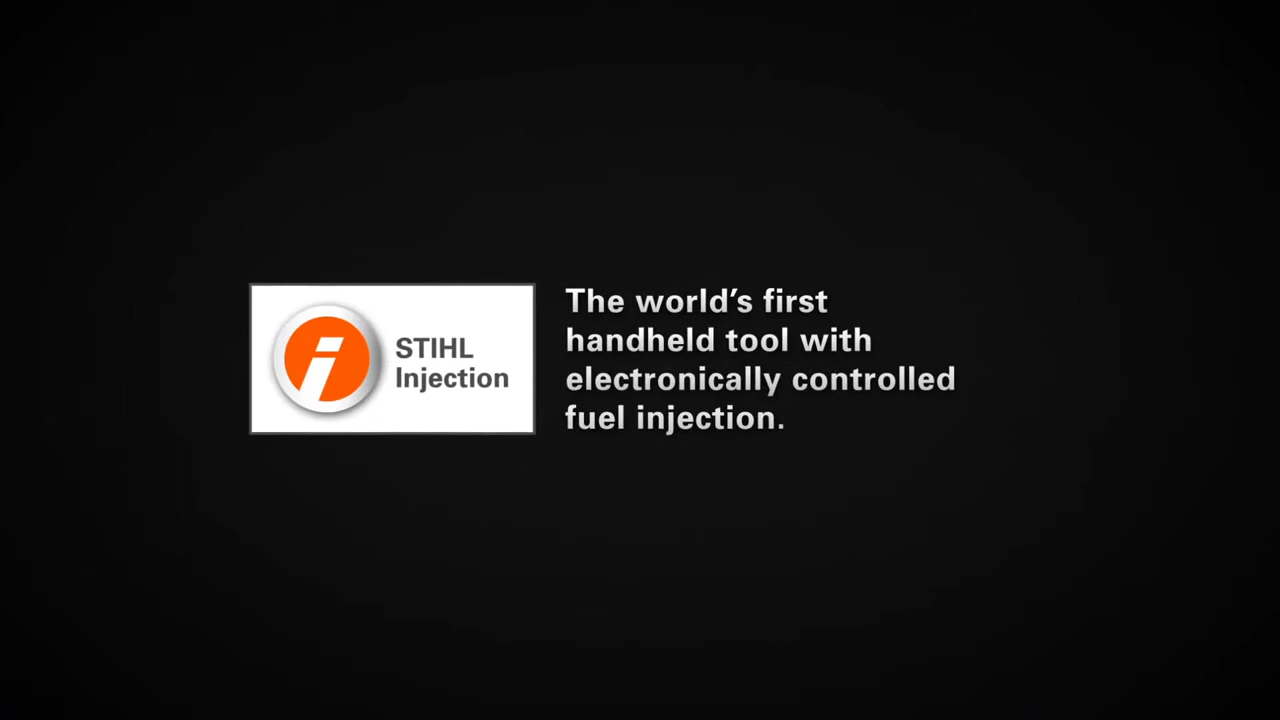 STIHL
Injection
The world’s first
handheld tool with
electronically controlled
fuel injection.